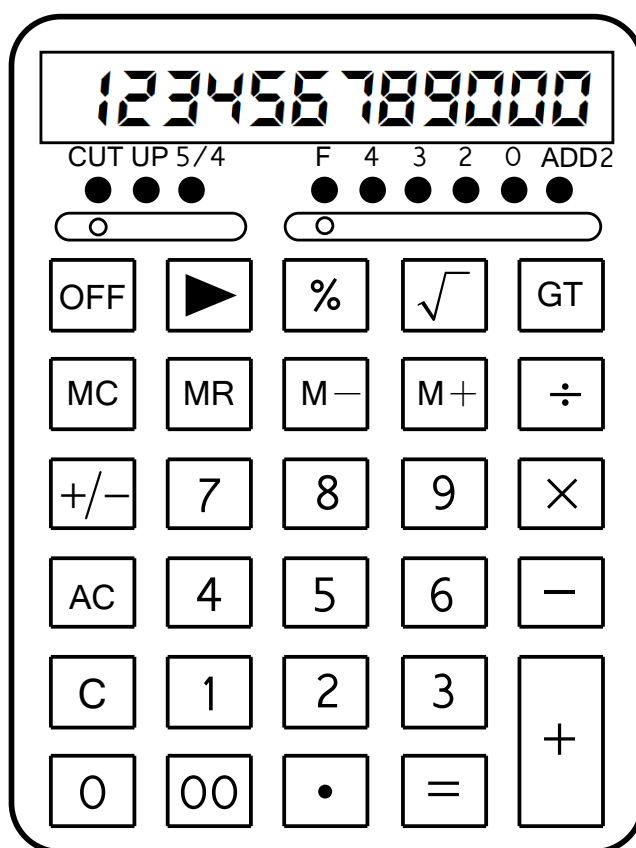 123456789000
CUT UP 5/4 F 4 3 2 0 ADD2
OFF ▶ % √ GT
MC MR M− M+ ÷
+/− 7 8 9 ×
AC 4 5 6 −
C 1 2 3 +
0 00 • =